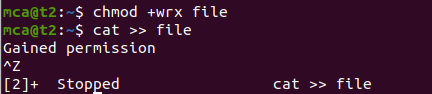 mca@t2:~$ chmod +wrx file
mca@t2:~$ cat >> file
Gained permission
^Z
[2]+  Stopped                 cat >> file